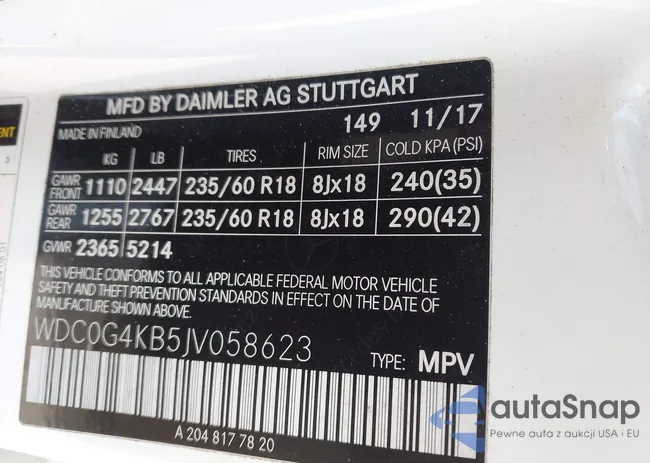 MFD BY DAIMLER AG STUTTGART
MADE IN FINLAND 149 11/17
KG LB TIRES RIM SIZE COLD KPA(PSI)
GAWR FRONT 1110 2447 235/60 R18 8Jx18 240(35)
GAWR REAR 1255 2767 235/60 R18 8Jx18 290(42)
GVWR 2365 5214
THIS VEHICLE CONFORMS TO ALL APPLICABLE FEDERAL MOTOR VEHICLE
SAFETY AND THEFT PREVENTION STANDARDS IN EFFECT ON THE DATE OF
MANUFACTURE SHOWN ABOVE.
WDC0G4KB5JV058623
TYPE: MPV
A 204 817 78 20
autaSnap
Pewne auta z aukcji USA i EU